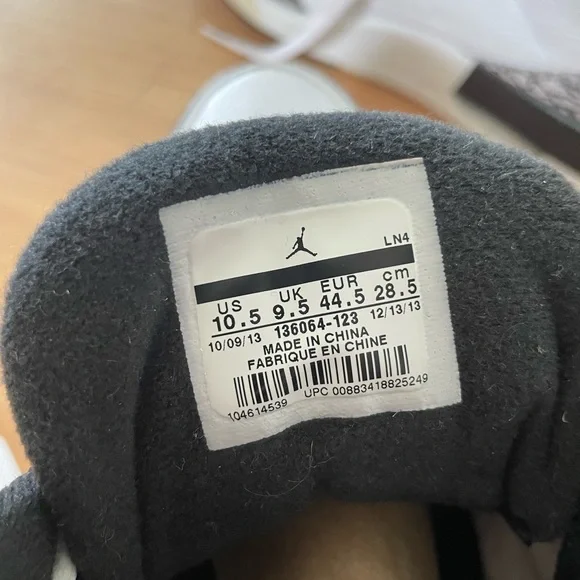 LN4
US UK EUR cm
10.5 9.5 44.5 28.5
10/09/13 136064-123 12/13/13
MADE IN CHINA
FABRIQUE EN CHINE
104614539 UPC 00883418825249